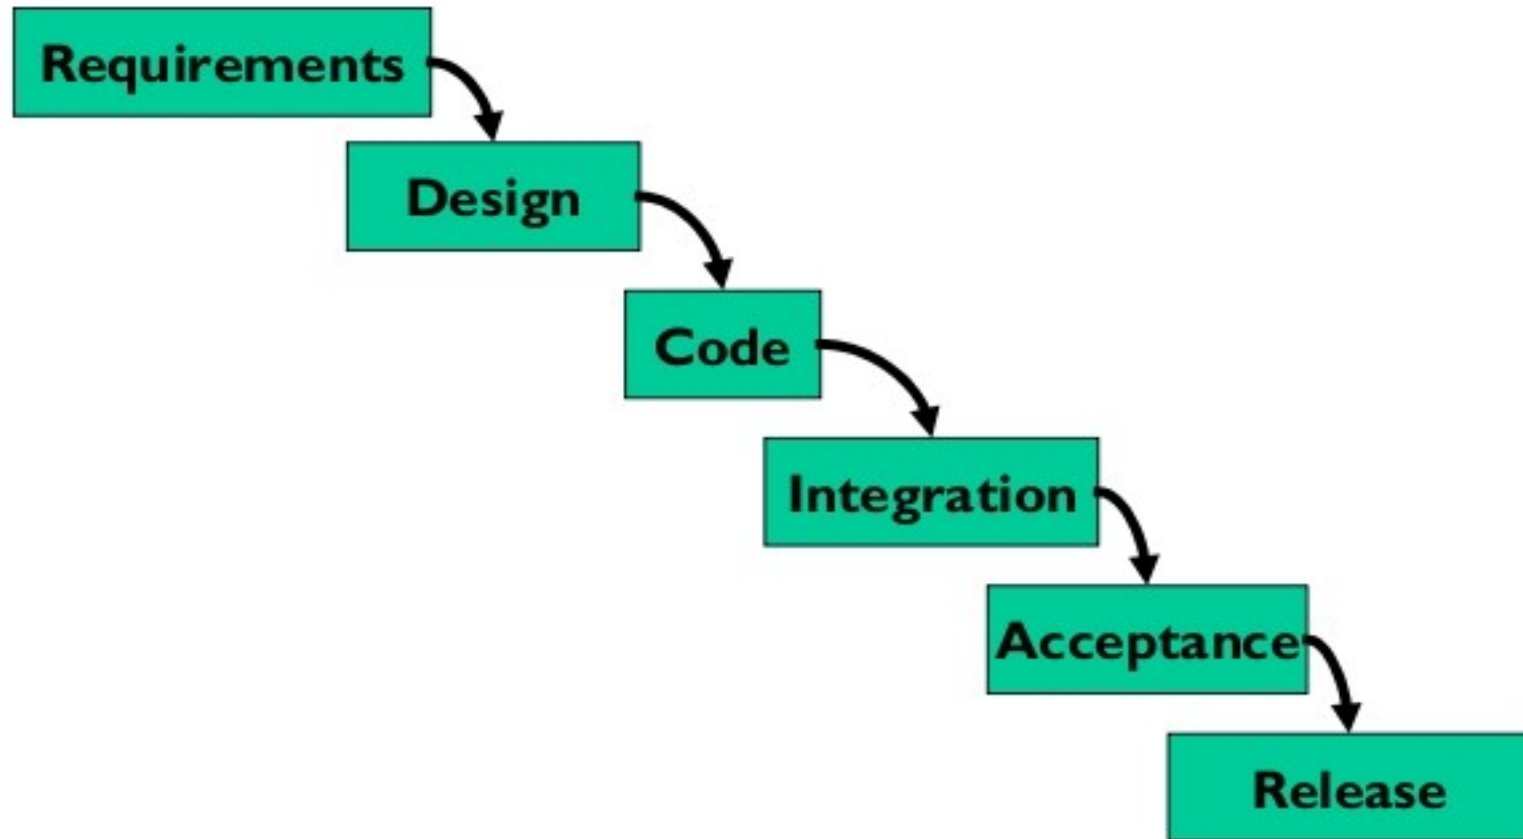 Requirements
Design
Code
Integration
Acceptance
Release